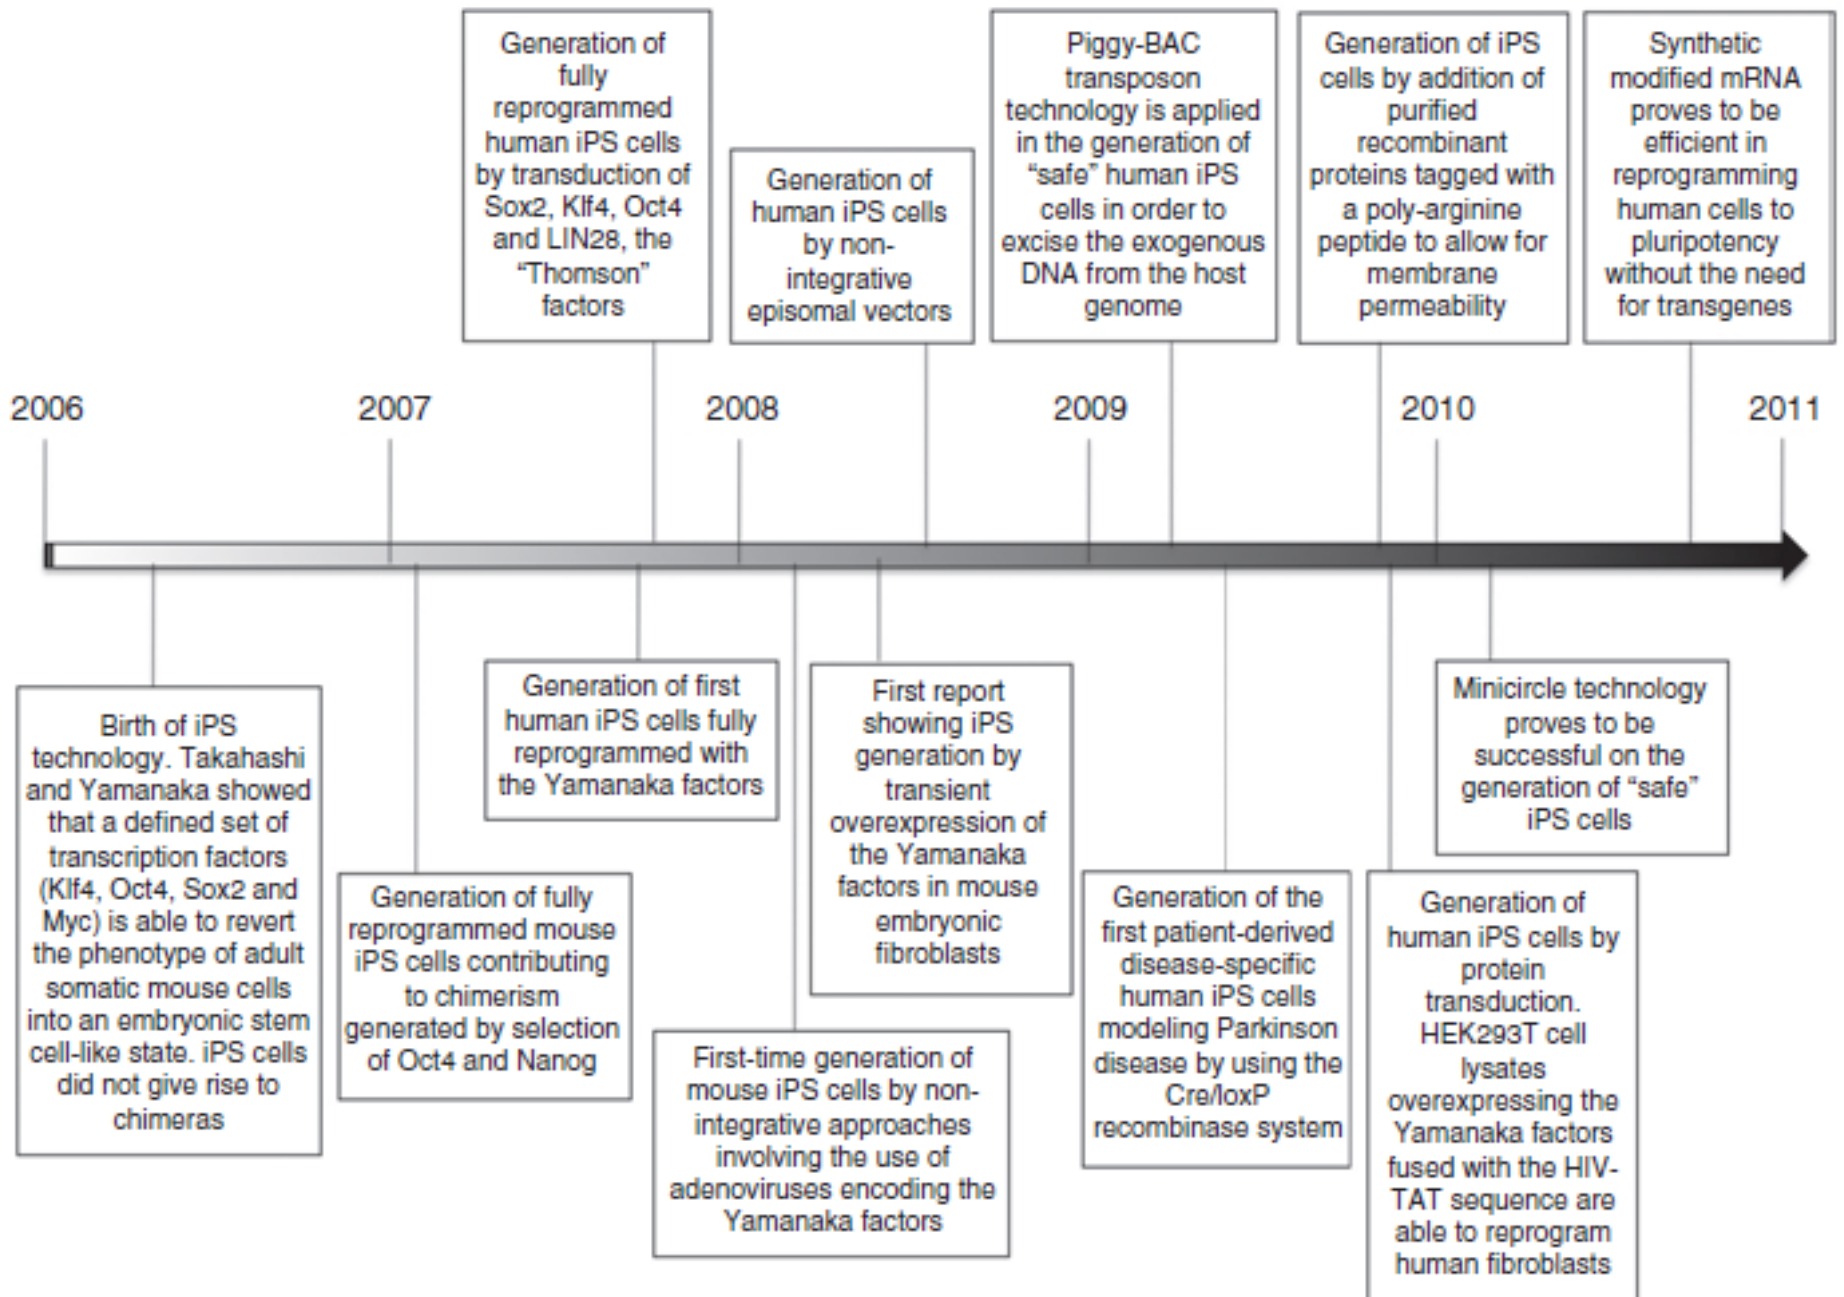 Generation of
fully
reprogrammed
human iPS cells
by transduction of
Sox2, Klf4, Oct4
and LIN28, the
“Thomson”
factors
Generation of
human iPS cells
by non-
integrative
episomal vectors
Piggy-BAC
transposon
technology is applied
in the generation of
“safe” human iPS
cells in order to
excise the exogenous
DNA from the host
genome
Generation of iPS
cells by addition of
purified
recombinant
proteins tagged with
a poly-arginine
peptide to allow for
membrane
permeability
Synthetic
modified mRNA
proves to be
efficient in
reprogramming
human cells to
pluripotency
without the need
for transgenes
2006
2007
2008
2009
2010
2011
Birth of iPS
technology. Takahashi
and Yamanaka showed
that a defined set of
transcription factors
(Klf4, Oct4, Sox2 and
Myc) is able to revert
the phenotype of adult
somatic mouse cells
into an embryonic stem
cell-like state. iPS cells
did not give rise to
chimeras
Generation of fully
reprogrammed mouse
iPS cells contributing
to chimerism
generated by selection
of Oct4 and Nanog
Generation of first
human iPS cells fully
reprogrammed with
the Yamanaka factors
First-time generation of
mouse iPS cells by non-
integrative approaches
involving the use of
adenoviruses encoding the
Yamanaka factors
First report
showing iPS
generation by
transient
overexpression of
the Yamanaka
factors in mouse
embryonic
fibroblasts
Generation of the
first patient-derived
disease-specific
human iPS cells
modeling Parkinson
disease by using the
Cre/loxP
recombinase system
Generation of
human iPS cells by
protein
transduction.
HEK293T cell
lysates
overexpressing the
Yamanaka factors
fused with the HIV-
TAT sequence are
able to reprogram
human fibroblasts
Minicircle technology
proves to be
successful on the
generation of “safe”
iPS cells